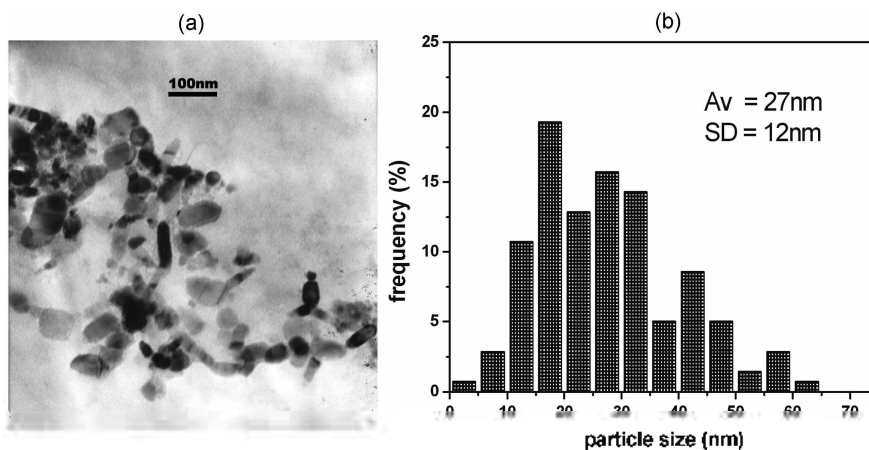 (a)
100nm
(b)
Av = 27nm
SD = 12nm
frequency (%)
25
20
15
10
5
0
0 10 20 30 40 50 60 70
particle size (nm)